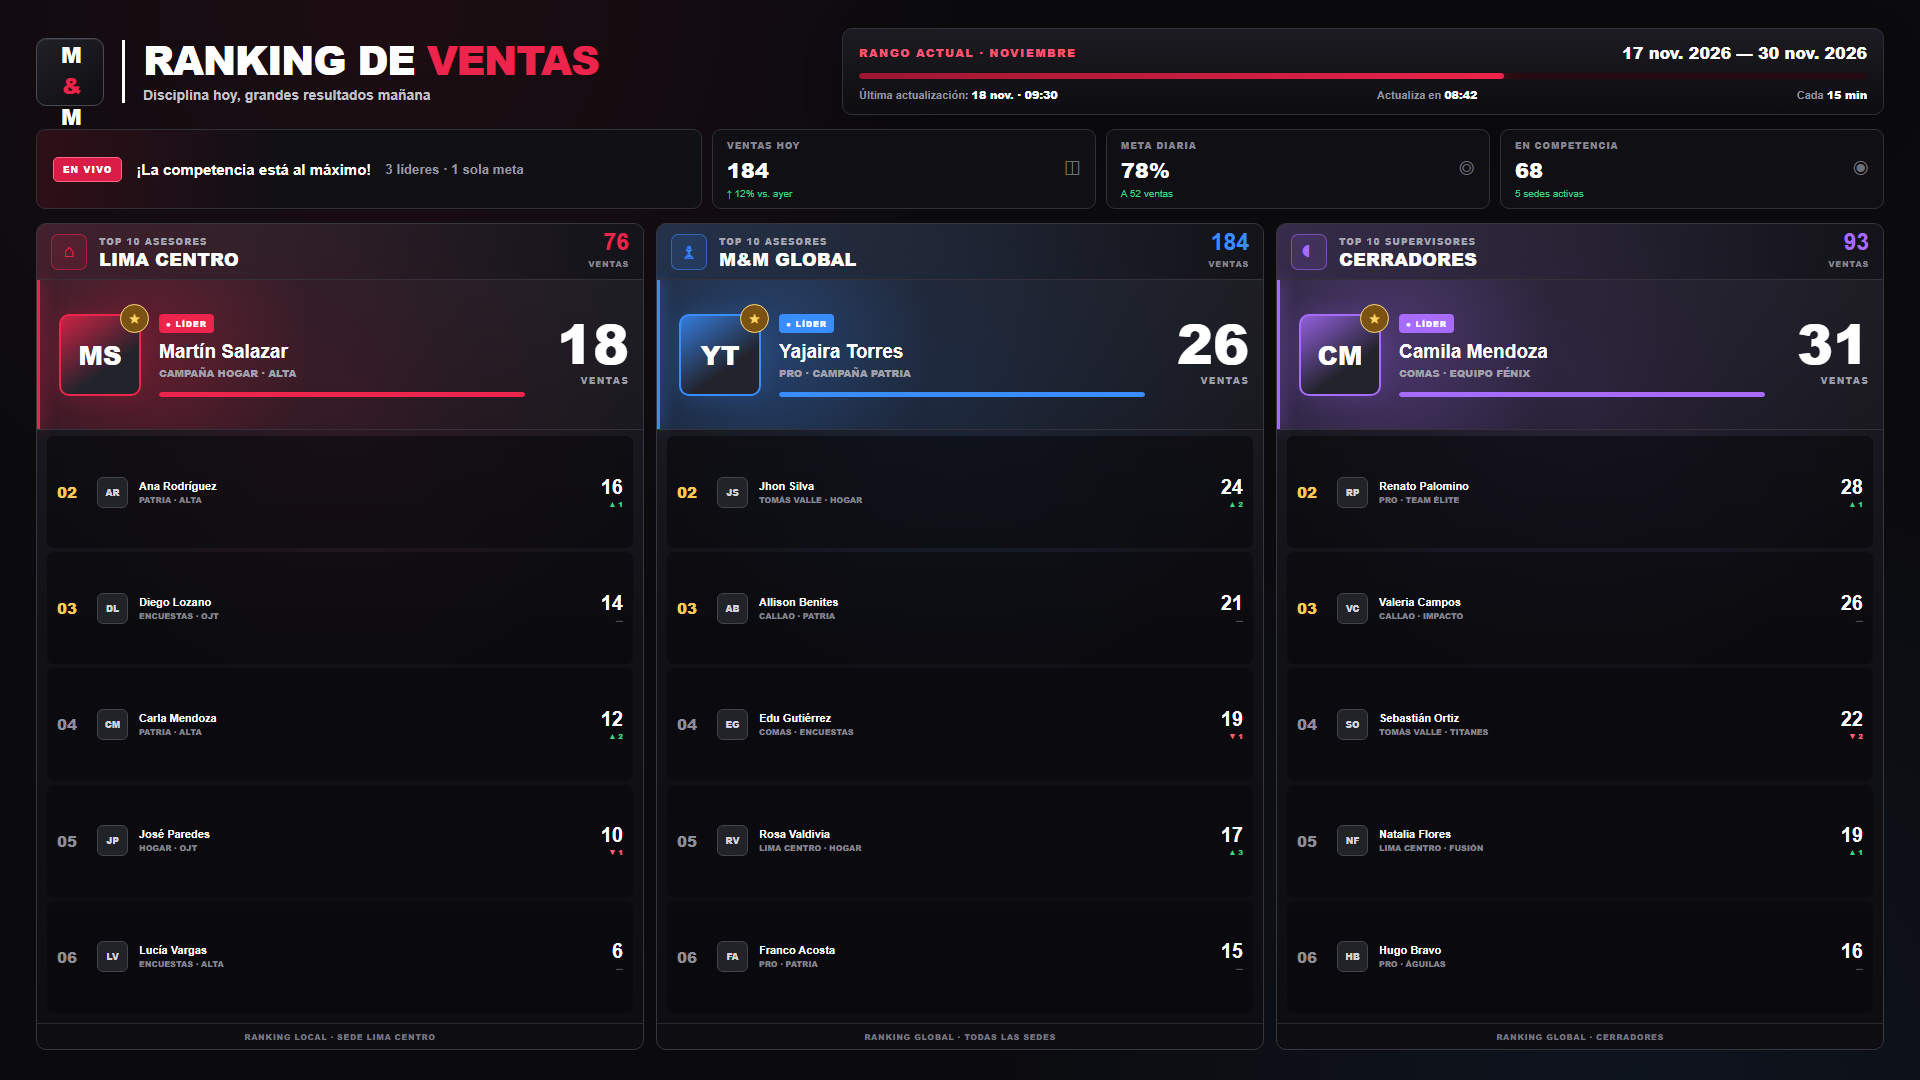 M
&
M
RANKING DE VENTAS
Disciplina hoy, grandes resultados mañana
RANGO ACTUAL · NOVIEMBRE
17 nov. 2026 — 30 nov. 2026
Última actualización: 18 nov. · 09:30
Actualiza en 08:42
Cada 15 min
EN VIVO
¡La competencia está al máximo!
3 líderes · 1 sola meta
VENTAS HOY
184
↑ 12% vs. ayer
META DIARIA
78%
A 52 ventas
EN COMPETENCIA
68
5 sedes activas
TOP 10 ASESORES
LIMA CENTRO
76
VENTAS
★
MS
● LÍDER
Martín Salazar
CAMPAÑA HOGAR · ALTA
18
VENTAS
02
AR
Ana Rodríguez
PATRIA · ALTA
16
▲ 1
03
DL
Diego Lozano
ENCUESTAS · OJT
14
—
04
CM
Carla Mendoza
PATRIA · ALTA
12
▲ 2
05
JP
José Paredes
HOGAR · OJT
10
▼ 1
06
LV
Lucía Vargas
ENCUESTAS · ALTA
6
—
RANKING LOCAL · SEDE LIMA CENTRO
TOP 10 ASESORES
M&M GLOBAL
184
VENTAS
★
YT
● LÍDER
Yajaira Torres
PRO · CAMPAÑA PATRIA
26
VENTAS
02
JS
Jhon Silva
TOMÁS VALLE · HOGAR
24
▲ 2
03
AB
Allison Benites
CALLAO · PATRIA
21
—
04
EG
Edu Gutiérrez
COMAS · ENCUESTAS
19
▼ 1
05
RV
Rosa Valdivia
LIMA CENTRO · HOGAR
17
▲ 3
06
FA
Franco Acosta
PRO · PATRIA
15
—
RANKING GLOBAL · TODAS LAS SEDES
TOP 10 SUPERVISORES
CERRADORES
93
VENTAS
★
CM
● LÍDER
Camila Mendoza
COMAS · EQUIPO FÉNIX
31
VENTAS
02
RP
Renato Palomino
PRO · TEAM ÉLITE
28
▲ 1
03
VC
Valeria Campos
CALLAO · IMPACTO
26
—
04
SO
Sebastián Ortiz
TOMÁS VALLE · TITANES
22
▼ 2
05
NF
Natalia Flores
LIMA CENTRO · FUSIÓN
19
▲ 1
06
HB
Hugo Bravo
PRO · ÁGUILAS
16
—
RANKING GLOBAL · CERRADORES